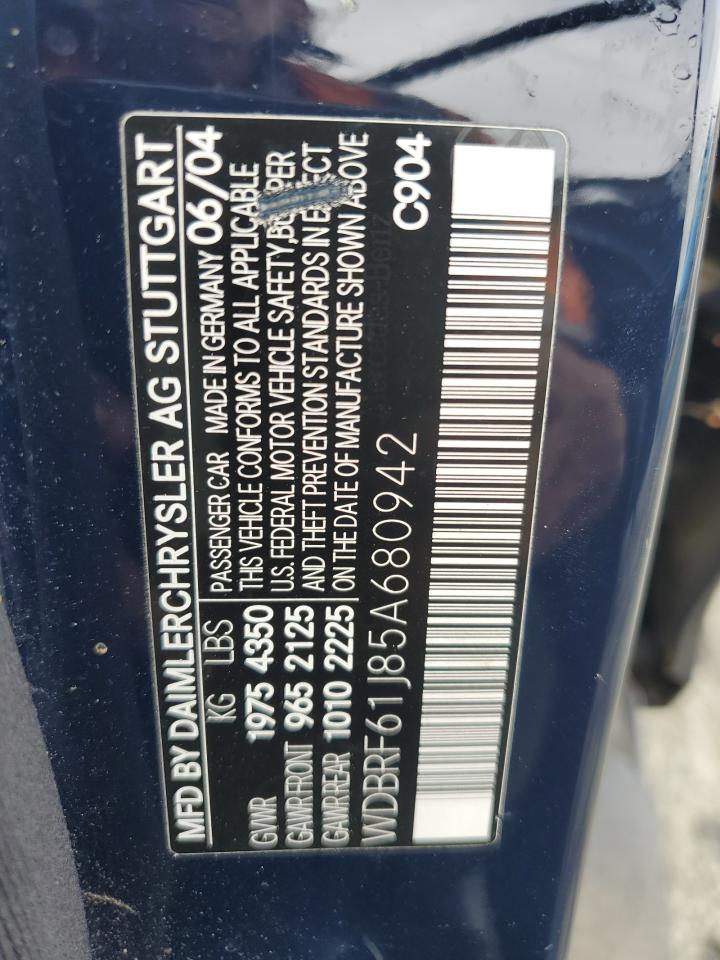 MFD BY DAIMLERCHRYSLER AG STUTTGART
KG LBS
GWR 1975 4350
GAWR FRONT 965 2125
GAWR REAR 1010 2225
PASSENGER CAR MADE IN GERMANY 06/04
THIS VEHICLE CONFORMS TO ALL APPLICABLE
U.S. FEDERAL MOTOR VEHICLE SAFETY, PER
AND THEFT PREVENTION STANDARDS IN EFFECT
ON THE DATE OF MANUFACTURE SHOWN ABOVE
WDBRF61J85A680942
C904